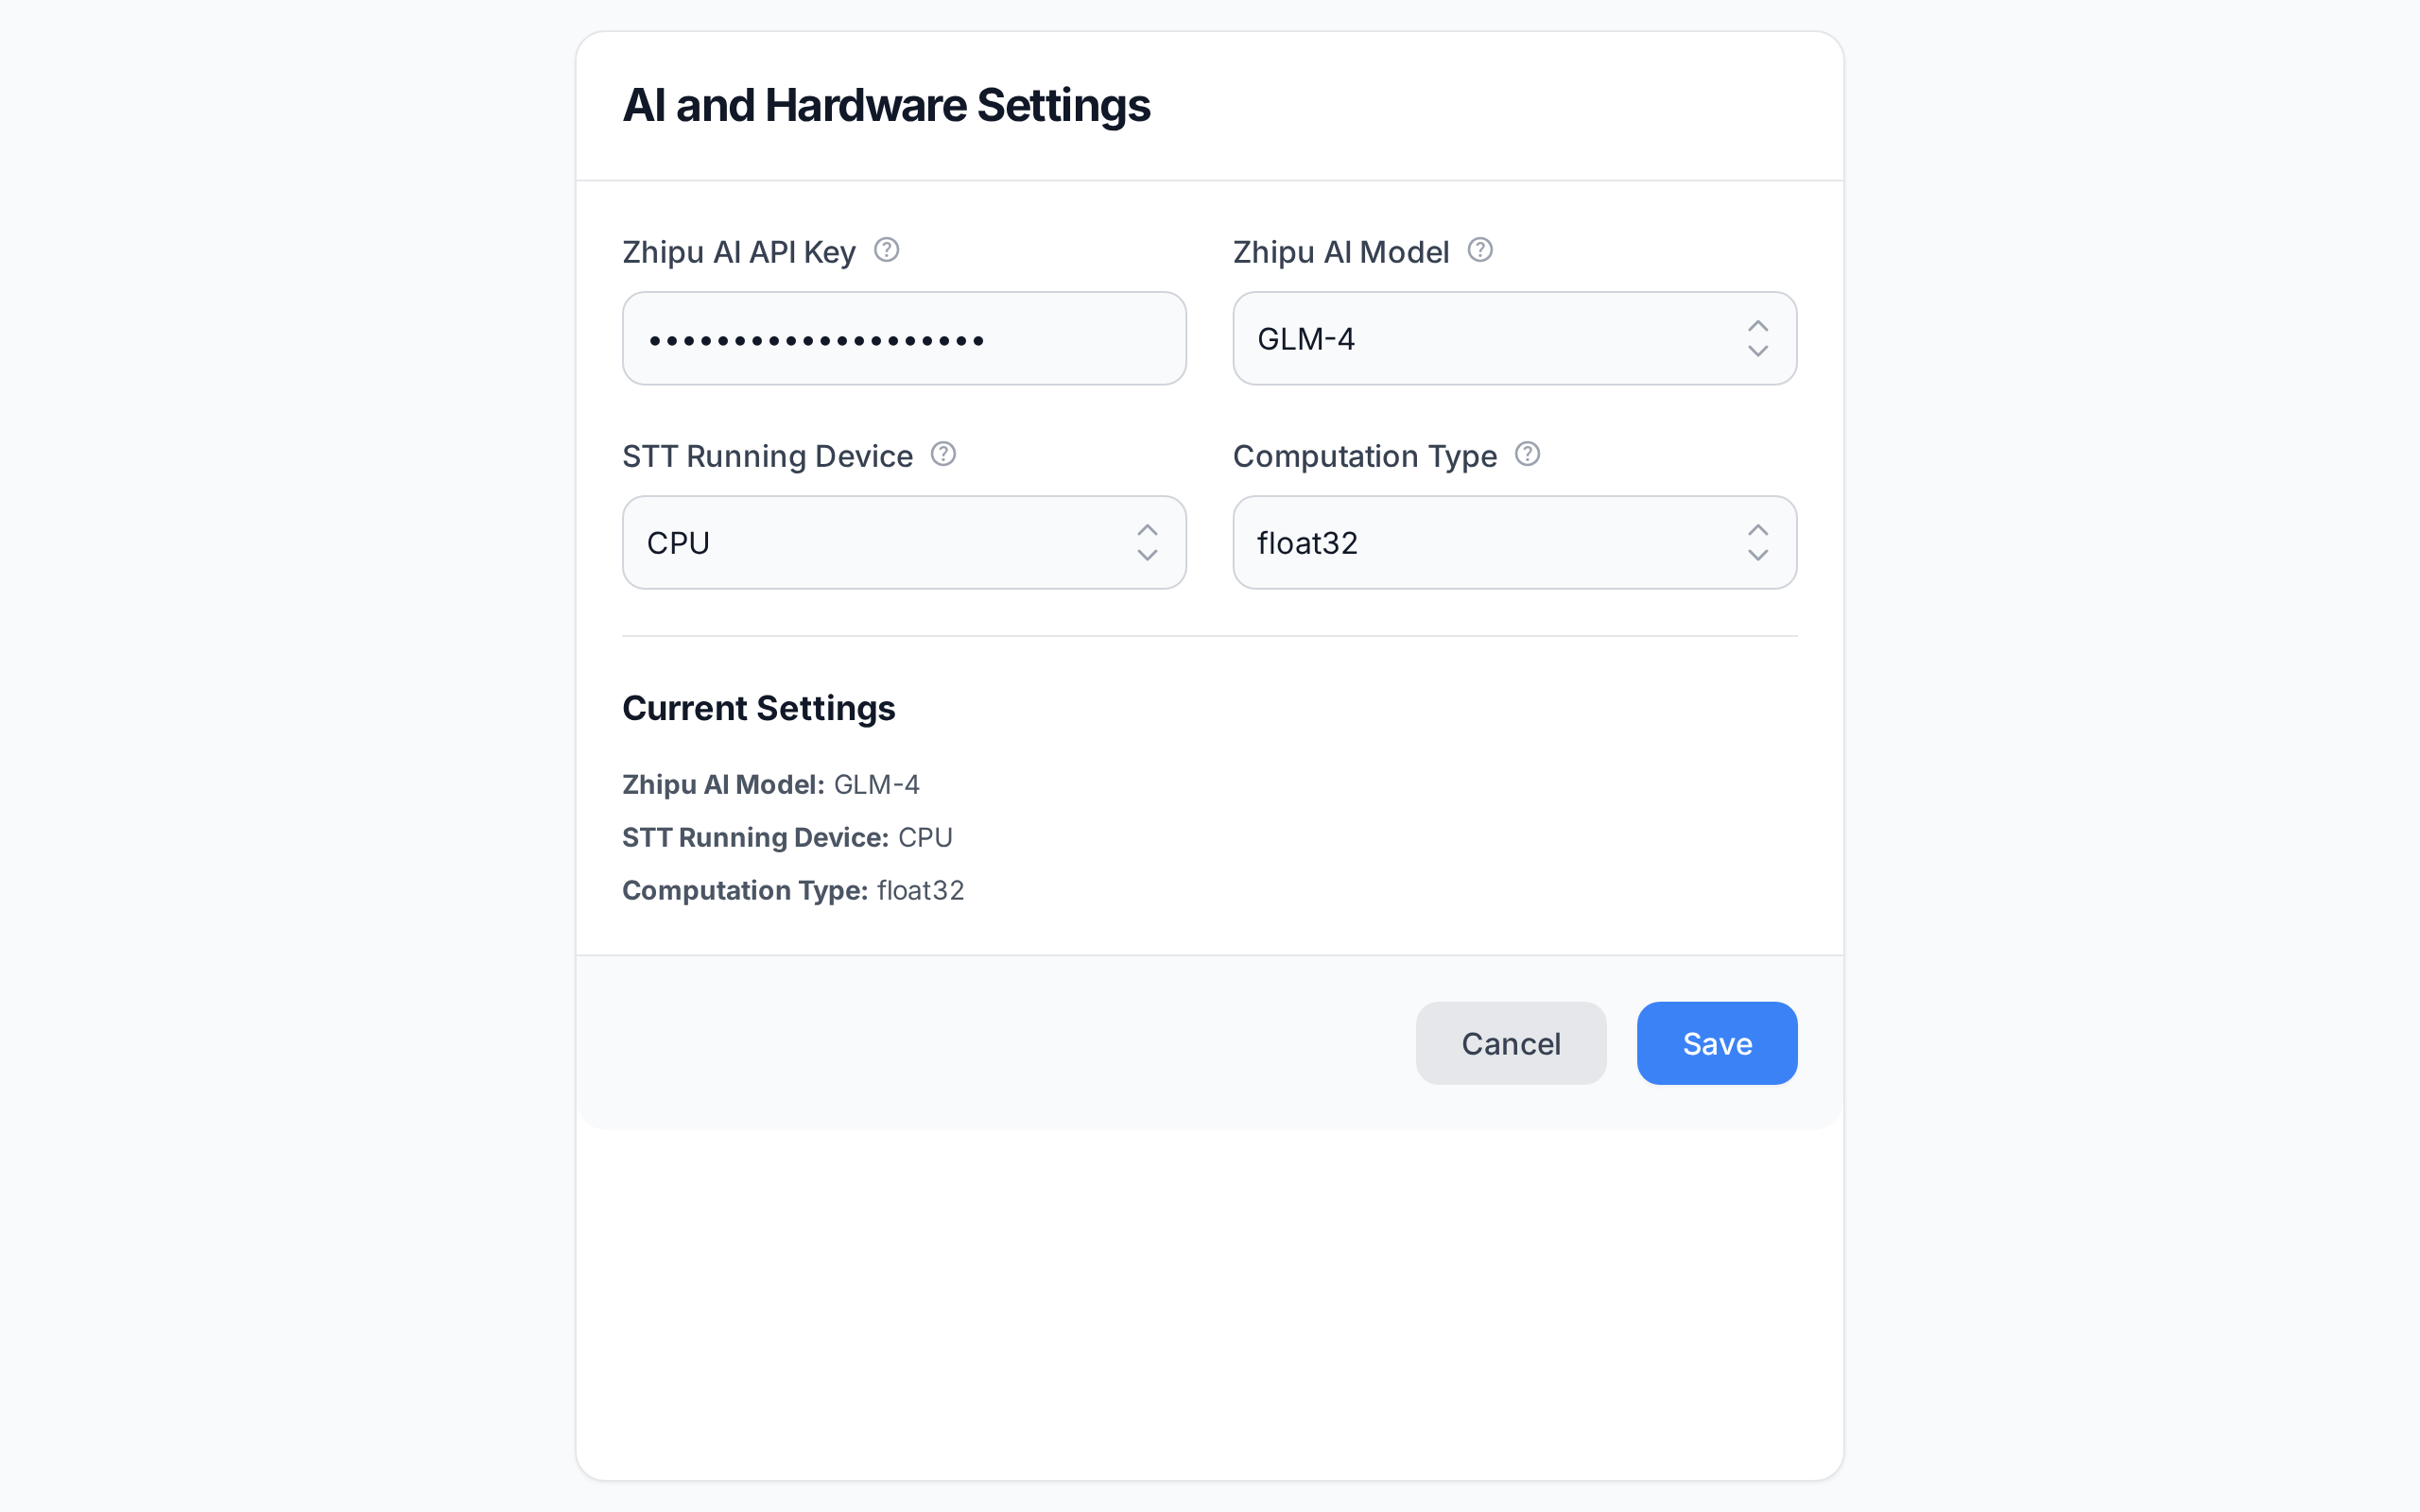 AI and Hardware Settings
Zhipu AI API Key
Zhipu AI Model
••••••••••••••••••••
GLM-4
STT Running Device
Computation Type
CPU
float32
Current Settings
Zhipu AI Model: GLM-4
STT Running Device: CPU
Computation Type: float32
Cancel
Save